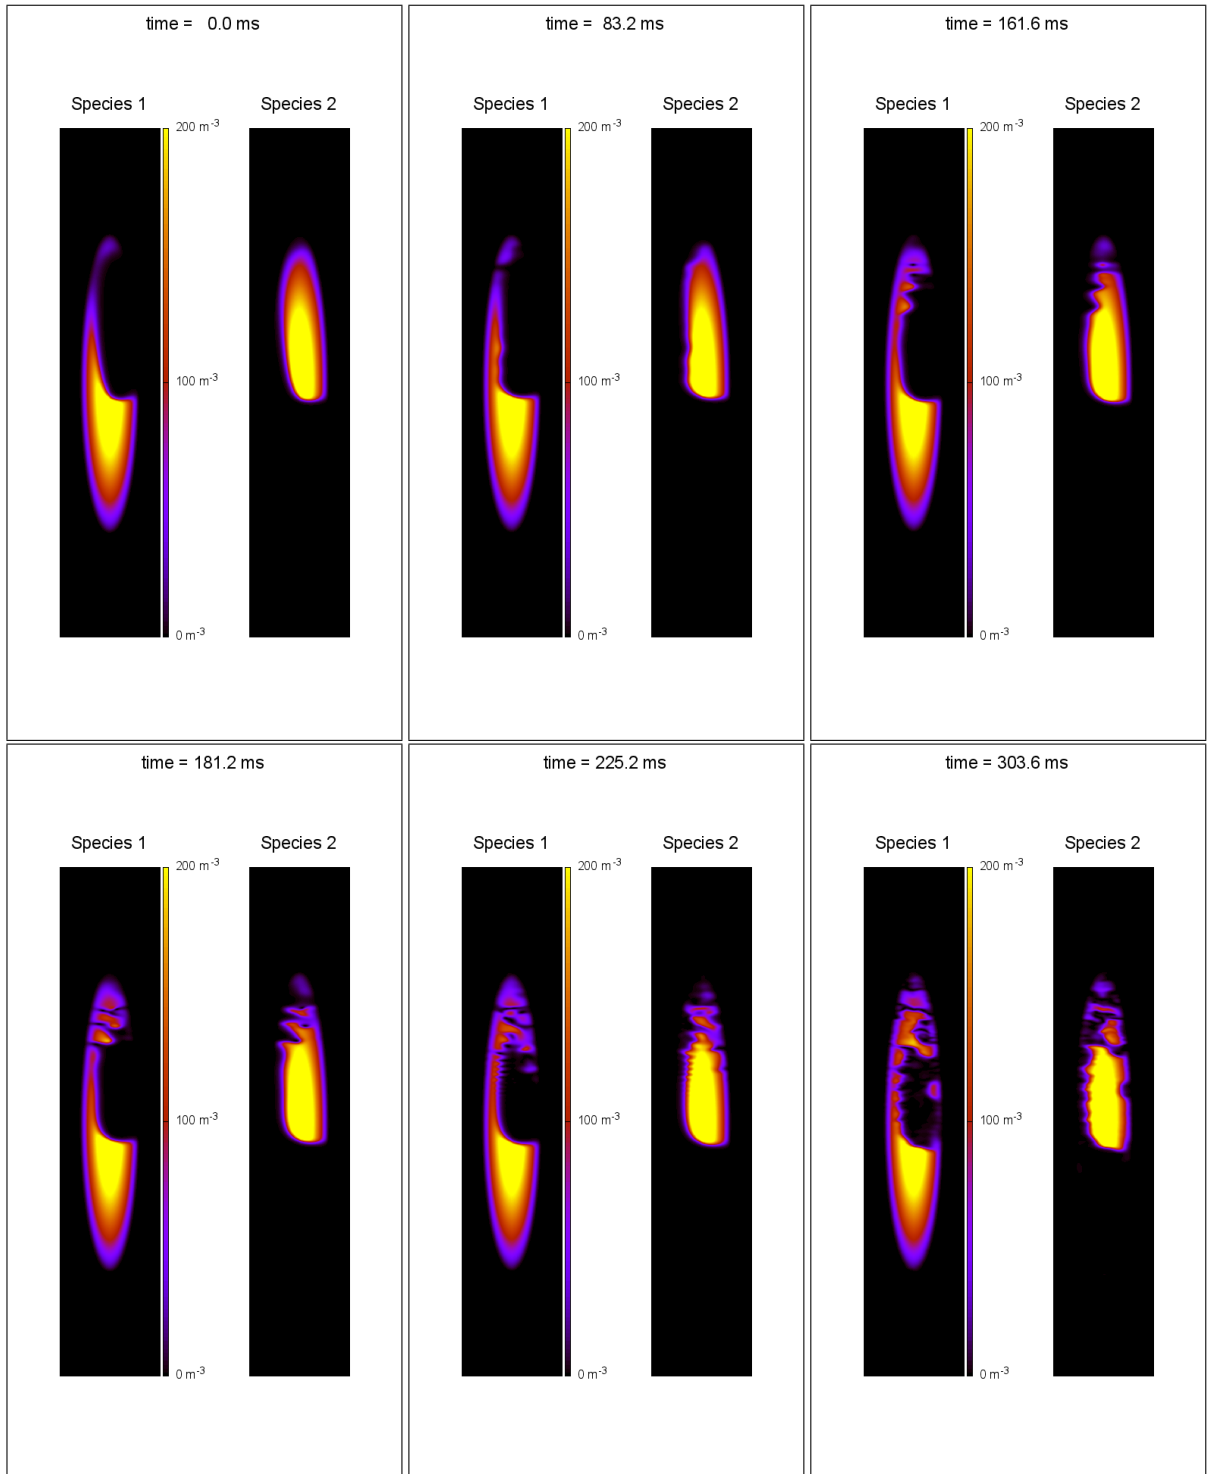 time = 0.0 ms
Species 1 Species 2
200 m-3
100 m-3
0 m-3
time = 83.2 ms
Species 1 Species 2
200 m-3
100 m-3
0 m-3
time = 161.6 ms
Species 1 Species 2
200 m-3
100 m-3
0 m-3
time = 181.2 ms
Species 1 Species 2
200 m-3
100 m-3
0 m-3
time = 225.2 ms
Species 1 Species 2
200 m-3
100 m-3
0 m-3
time = 303.6 ms
Species 1 Species 2
200 m-3
100 m-3
0 m-3